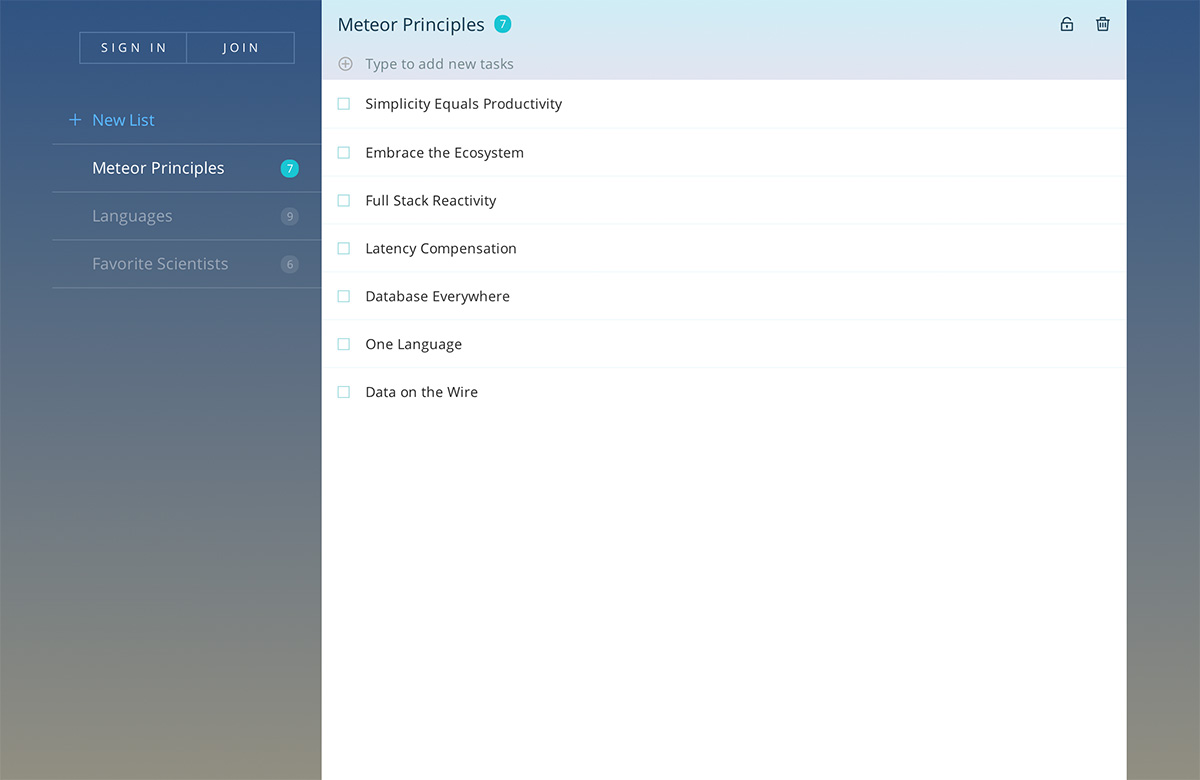 SIGN IN JOIN
New List
Meteor Principles 7
Languages 9
Favorite Scientists 6
Meteor Principles 7
Type to add new tasks
Simplicity Equals Productivity
Embrace the Ecosystem
Full Stack Reactivity
Latency Compensation
Database Everywhere
One Language
Data on the Wire